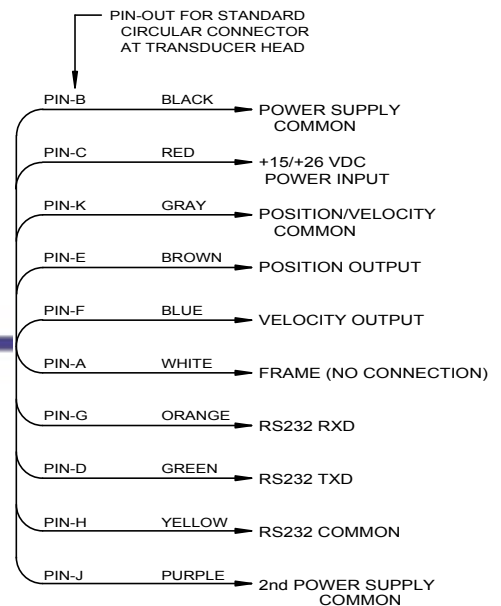 PIN-OUT FOR STANDARD
CIRCULAR CONNECTOR
AT TRANSDUCER HEAD
PIN-B BLACK POWER SUPPLY
COMMON
PIN-C RED +15/+26 VDC
POWER INPUT
PIN-K GRAY POSITION/VELOCITY
COMMON
PIN-E BROWN POSITION OUTPUT
PIN-F BLUE VELOCITY OUTPUT
PIN-A WHITE FRAME (NO CONNECTION)
PIN-G ORANGE RS232 RXD
PIN-D GREEN RS232 TXD
PIN-H YELLOW RS232 COMMON
PIN-J PURPLE 2nd POWER SUPPLY
COMMON